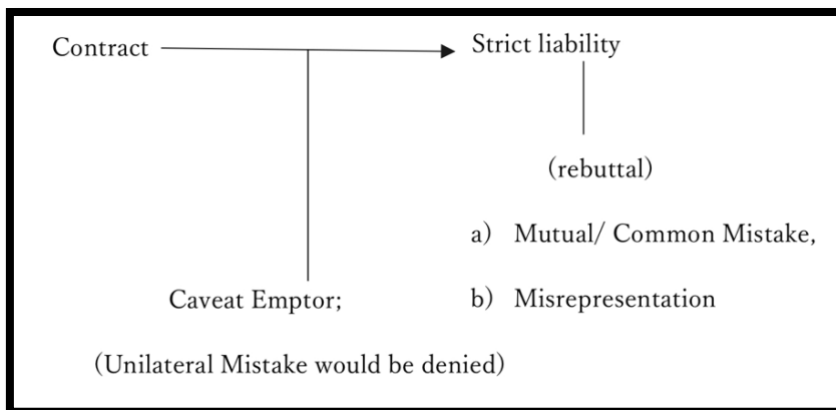 Contract
Strict liability
(rebuttal)
a) Mutual/ Common Mistake,
Caveat Emptor;
b) Misrepresentation
(Unilateral Mistake would be denied)